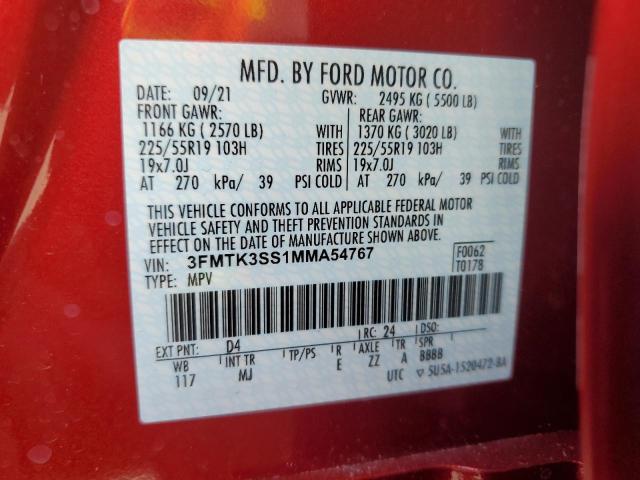 MFD. BY FORD MOTOR CO.
DATE: 09/21 GVWR: 2495 KG ( 5500 LB)
FRONT GAWR: REAR GAWR:
1166 KG ( 2570 LB) WITH 1370 KG ( 3020 LB) WITH
225/55R19 103H TIRES 225/55R19 103H TIRES
19x7.0J RIMS 19x7.0J RIMS
AT 270 kPa/ 39 PSI COLD AT 270 kPa/ 39 PSI COLD
THIS VEHICLE CONFORMS TO ALL APPLICABLE FEDERAL MOTOR
VEHICLE SAFETY AND THEFT PREVENTION STANDARDS IN
EFFECT ON THE DATE OF MANUFACTURE SHOWN ABOVE.
VIN: 3FMTK3SS1MMA54767 F0062
TYPE: MPV T0178
EXT PNT: D4 RC: 24 DSO:
WB INT TR TP/PS R AXLE TR SPR
117 MJ E ZZ A BBBB
UTC ▽ 5U5A-1520472-BA